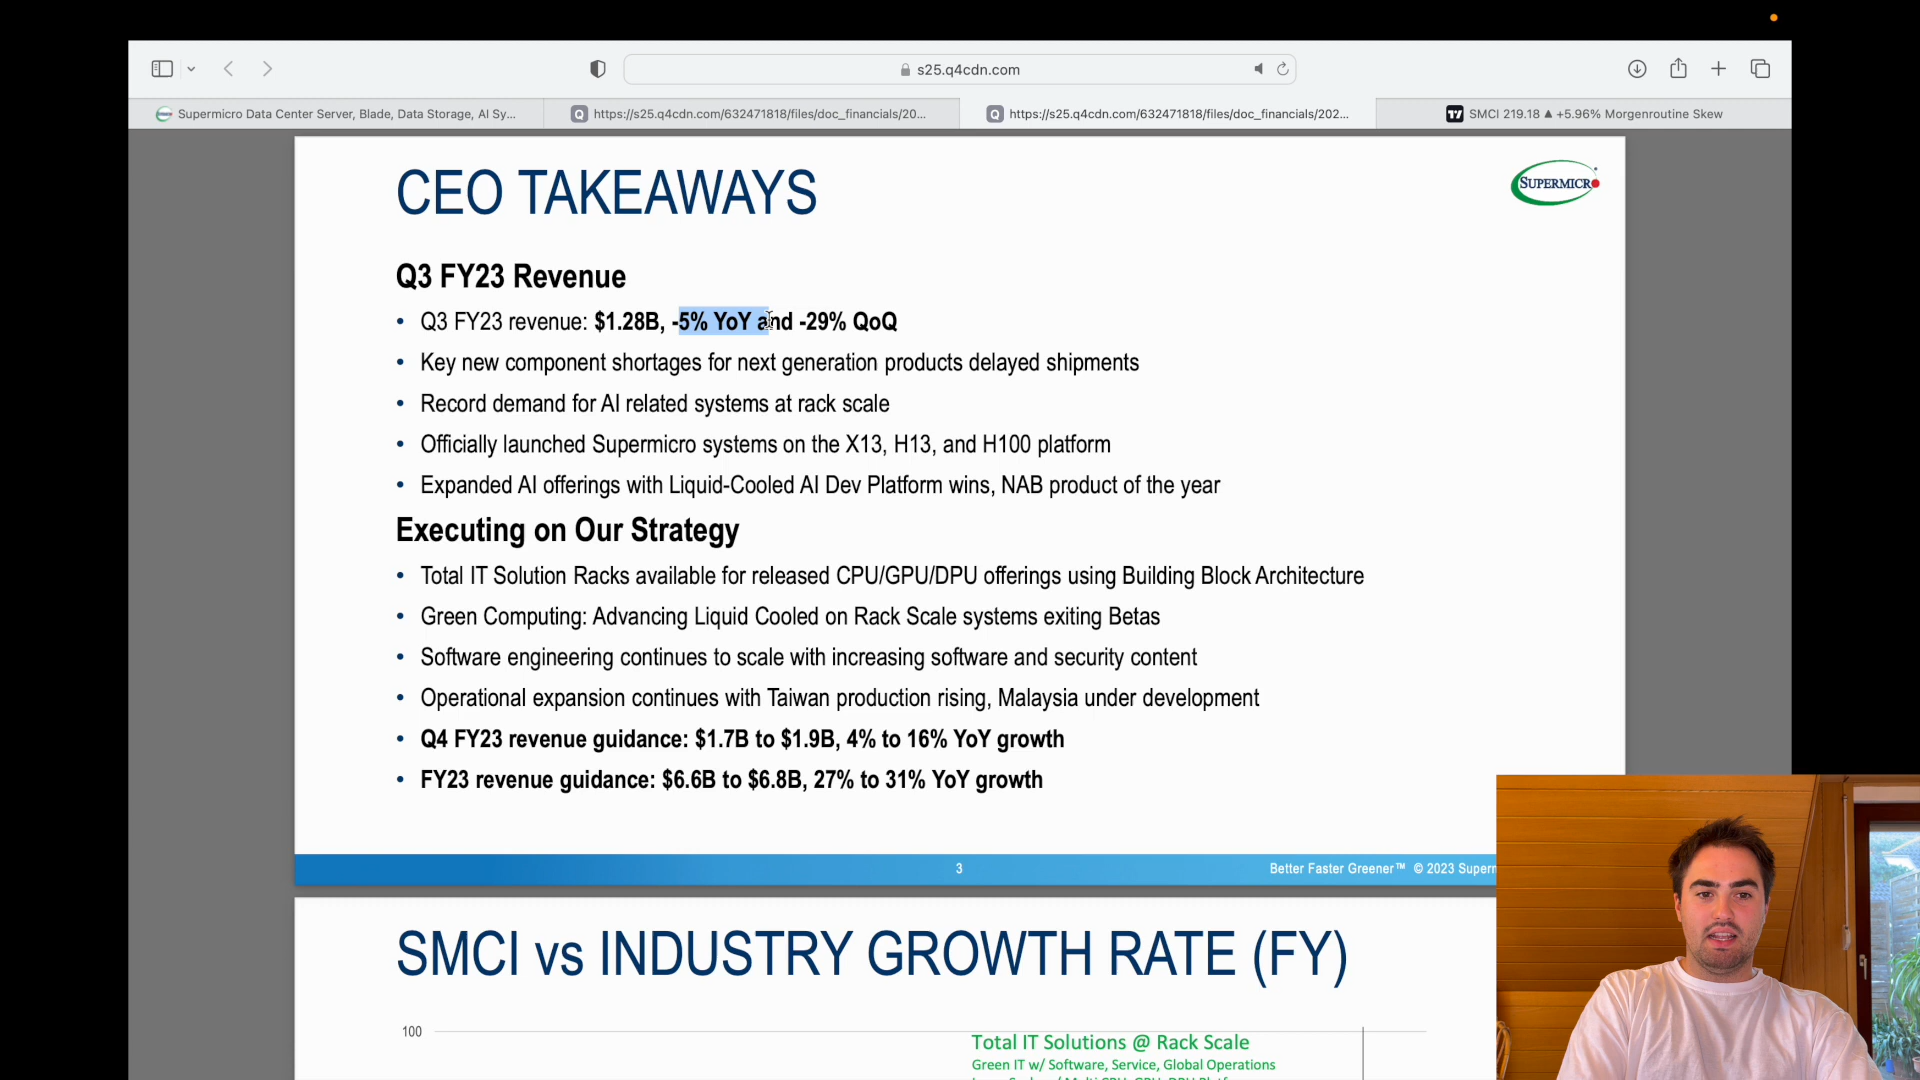 s25.q4cdn.com
Supermicro Data Center Server, Blade, Data Storage, AI Sy...
Q https://s25.q4cdn.com/632471818/files/doc_financials/20...
Q https://s25.q4cdn.com/632471818/files/doc_financials/202...
SMCI 219.18 ▲ +5.96% Morgenroutine Skew
CEO TAKEAWAYS
SUPERMICR
Q3 FY23 Revenue
• Q3 FY23 revenue: $1.28B, -5% YoY and -29% QoQ
• Key new component shortages for next generation products delayed shipments
• Record demand for AI related systems at rack scale
• Officially launched Supermicro systems on the X13, H13, and H100 platform
• Expanded AI offerings with Liquid-Cooled AI Dev Platform wins, NAB product of the year
Executing on Our Strategy
• Total IT Solution Racks available for released CPU/GPU/DPU offerings using Building Block Architecture
• Green Computing: Advancing Liquid Cooled on Rack Scale systems exiting Betas
• Software engineering continues to scale with increasing software and security content
• Operational expansion continues with Taiwan production rising, Malaysia under development
• Q4 FY23 revenue guidance: $1.7B to $1.9B, 4% to 16% YoY growth
• FY23 revenue guidance: $6.6B to $6.8B, 27% to 31% YoY growth
3
Better Faster Greener™ © 2023 Superm
SMCI vs INDUSTRY GROWTH RATE (FY)
100
Total IT Solutions @ Rack Scale
Green IT w/ Software, Service, Global Operations